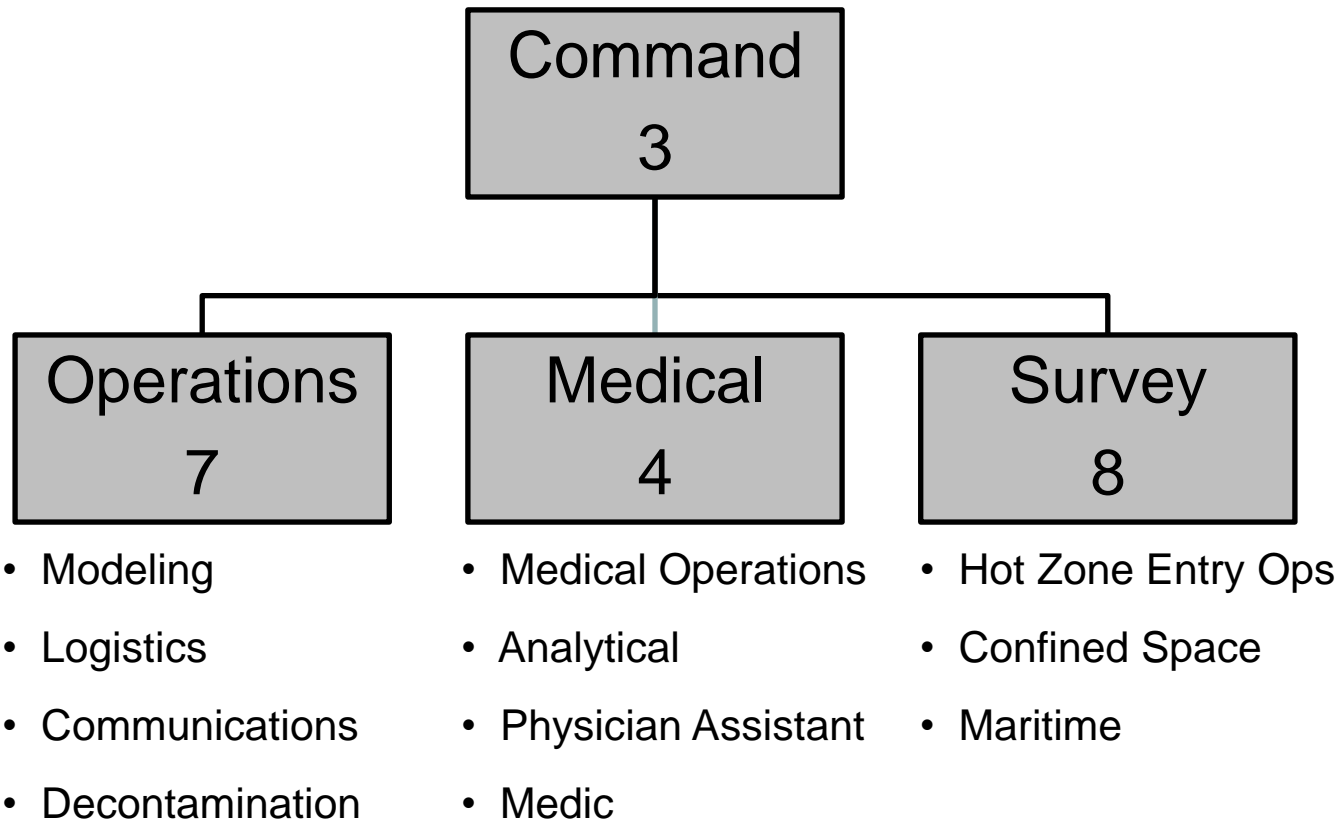 Command
3
Operations
7
Medical
4
Survey
8
• Modeling
• Logistics
• Communications
• Decontamination
• Medical Operations
• Analytical
• Physician Assistant
• Medic
• Hot Zone Entry Ops
• Confined Space
• Maritime